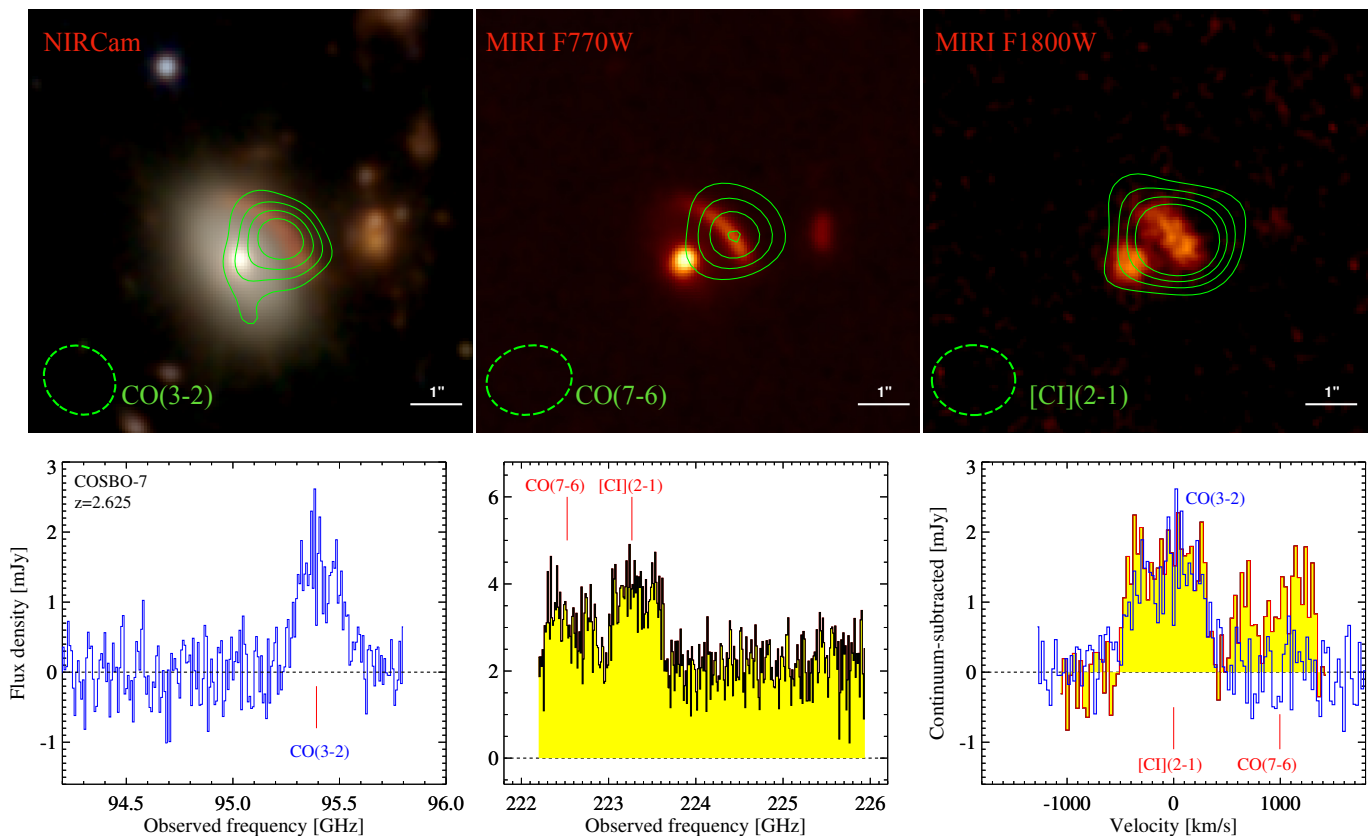 NIRCam
CO(3-2)
1"
MIRI F770W
CO(7-6)
1"
MIRI F1800W
[CI](2-1)
1"
COSBO-7
z=2.625
CO(3-2)
3
2
1
0
-1
94.5
95.0
95.5
96.0
Flux density [mJy]
Observed frequency [GHz]
CO(7-6)
[CI](2-1)
6
4
2
0
222
223
224
225
226
Observed frequency [GHz]
CO(3-2)
[CI](2-1)
CO(7-6)
3
2
1
0
-1
-1000
0
1000
Continuum-subtracted [mJy]
Velocity [km/s]